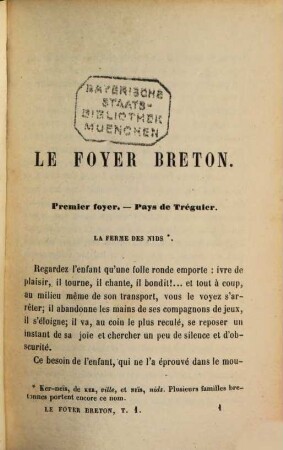 BAYERISCHE
STAATS-
BIBLIOTHEK
MUENCHEN
LE FOYER BRETON.
Premier foyer. — Pays de Tréguier.
LA FERME DES NIDS *.
Regardez l'enfant qu'une folle ronde emporte : ivre de
plaisir, il tourne, il chante, il bondit!... et tout à coup,
au milieu même de son transport, vous le voyez s'ar-
rêter; il abandonne les mains de ses compagnons de jeux,
il s'éloigne; il va, au coin le plus reculé, se reposer un
instant de sa joie et chercher un peu de silence et d'ob-
scurité.
Ce besoin de l'enfant, qui ne l'a éprouvé dans le mou-
* Ker-neïs, de KER, ville, et NEÏS, nids. Plusieurs familles bre-
tonnes portent encore ce nom.
LE FOYER BRETON, T. 1.
1